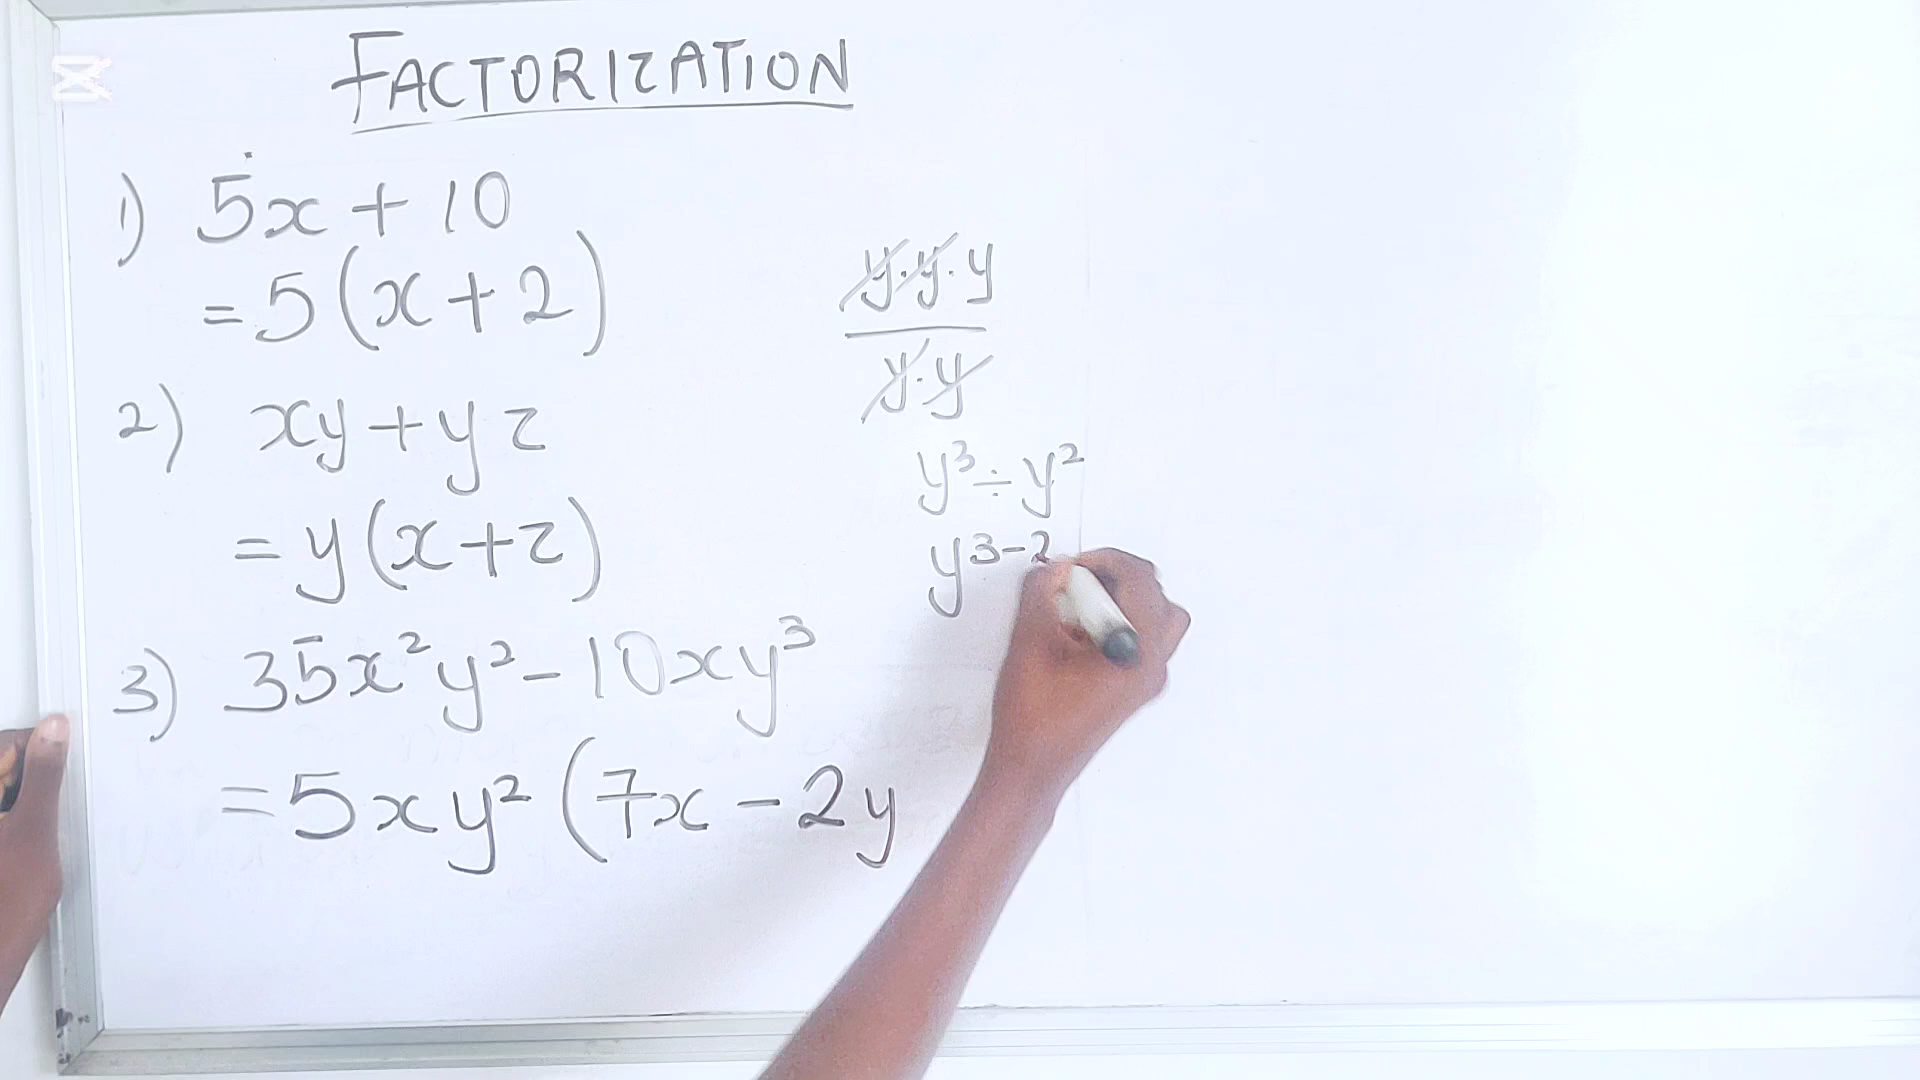 FACTORIZATION
1) 5x + 10
= 5(x + 2)
2) xy + yz
= y(x + z)
3) 35x²y² - 10xy³
= 5xy² (7x - 2y
y.y.y
y.y
y³ ÷ y²
y³⁻²